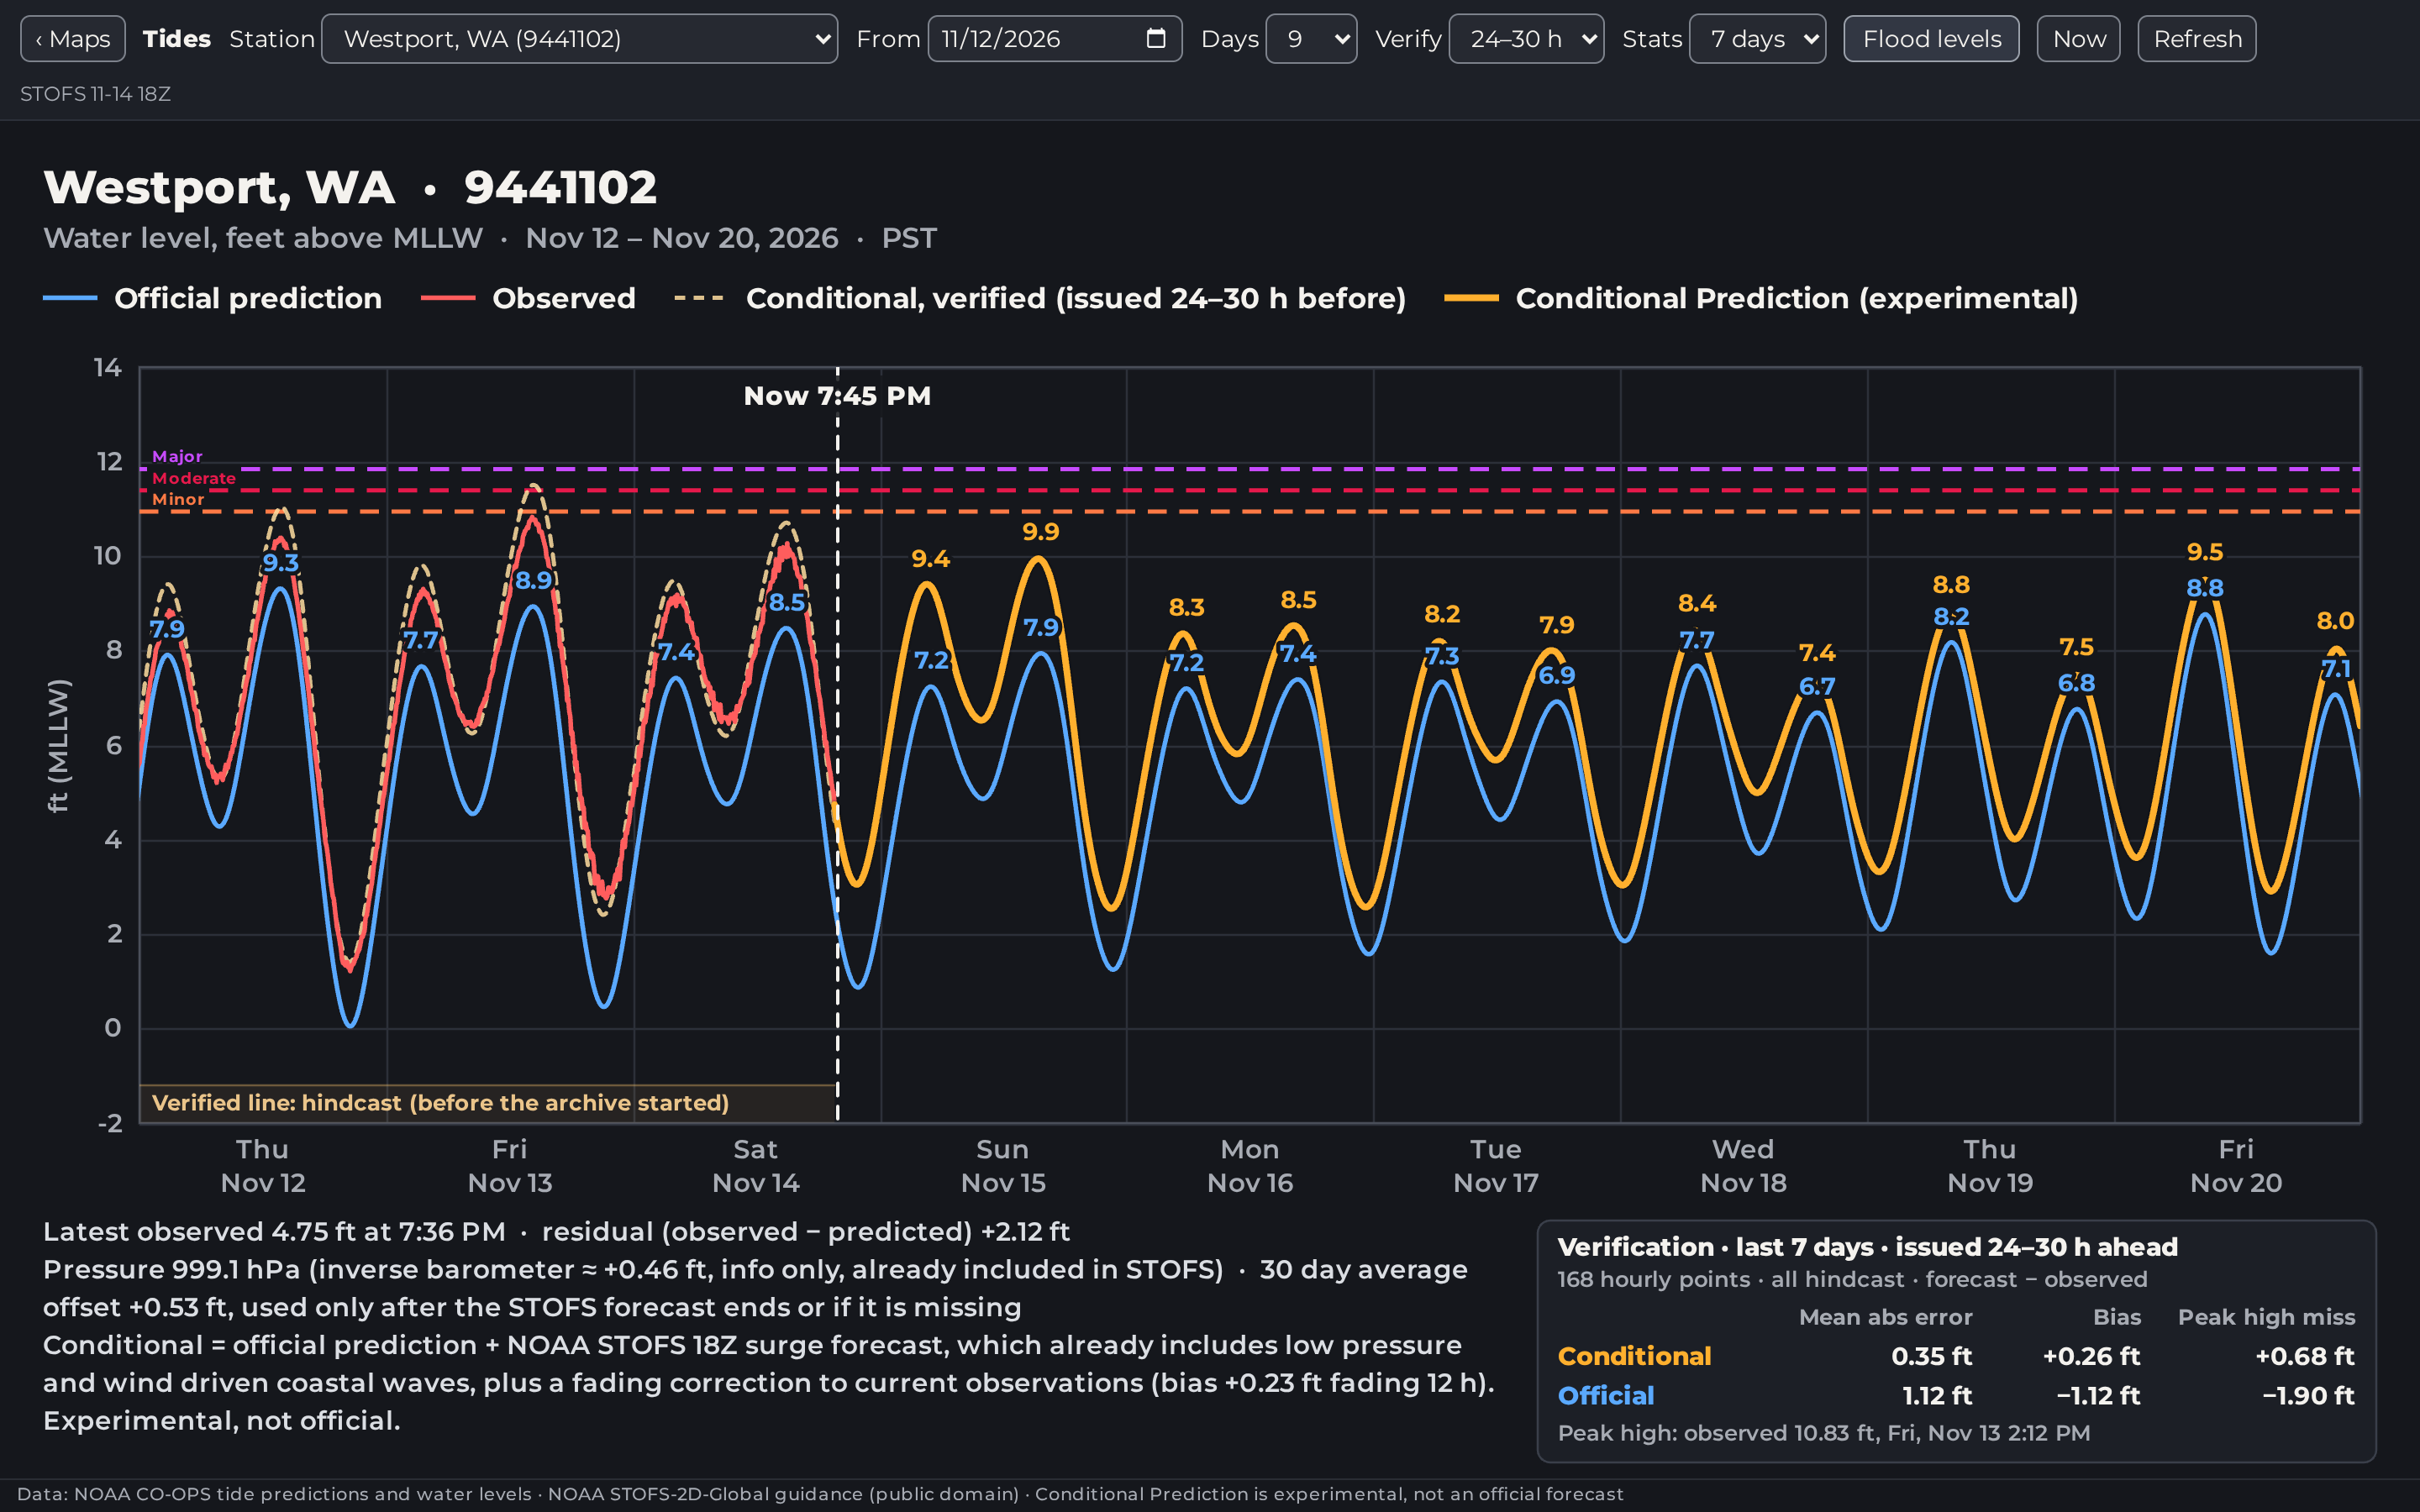 ‹ Maps Tides Station Westport, WA (9441102) From 11/12/2026 Days 9 Verify 24–30 h Stats 7 days Flood levels Now Refresh
STOFS 11-14 18Z
Westport, WA · 9441102
Water level, feet above MLLW · Nov 12 – Nov 20, 2026 · PST
Official prediction Observed Conditional, verified (issued 24–30 h before) Conditional Prediction (experimental)
14
Now 7:45 PM
12
Major
Moderate
Minor
10
8
6
4
2
0
-2
ft (MLLW)
7.9 9.3 7.7 8.9 7.4 8.5
9.4 9.9 8.3 8.5 8.2 7.9 8.4 7.4 8.8 7.5 9.5 8.0
7.2 7.9 7.2 7.4 7.3 6.9 7.7 6.7 8.2 6.8 8.8 7.1
Verified line: hindcast (before the archive started)
Thu Fri Sat Sun Mon Tue Wed Thu Fri
Nov 12 Nov 13 Nov 14 Nov 15 Nov 16 Nov 17 Nov 18 Nov 19 Nov 20
Latest observed 4.75 ft at 7:36 PM · residual (observed − predicted) +2.12 ft
Pressure 999.1 hPa (inverse barometer ≈ +0.46 ft, info only, already included in STOFS) · 30 day average
offset +0.53 ft, used only after the STOFS forecast ends or if it is missing
Conditional = official prediction + NOAA STOFS 18Z surge forecast, which already includes low pressure
and wind driven coastal waves, plus a fading correction to current observations (bias +0.23 ft fading 12 h).
Experimental, not official.
Verification · last 7 days · issued 24–30 h ahead
168 hourly points · all hindcast · forecast − observed
Mean abs error Bias Peak high miss
Conditional 0.35 ft +0.26 ft +0.68 ft
Official 1.12 ft −1.12 ft −1.90 ft
Peak high: observed 10.83 ft, Fri, Nov 13 2:12 PM
Data: NOAA CO-OPS tide predictions and water levels · NOAA STOFS-2D-Global guidance (public domain) · Conditional Prediction is experimental, not an official forecast